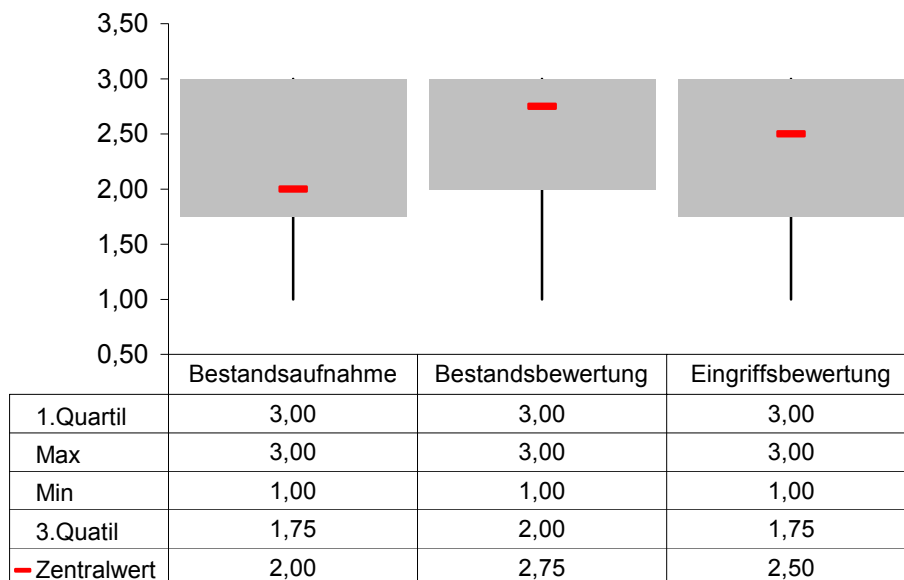 3,50
3,00
2,50
2,00
1,50
1,00
0,50
Bestandsaufnahme Bestandsbewertung Eingriffsbewertung
1.Quartil 3,00 3,00 3,00
Max 3,00 3,00 3,00
Min 1,00 1,00 1,00
3.Quatil 1,75 2,00 1,75
Zentralwert 2,00 2,75 2,50